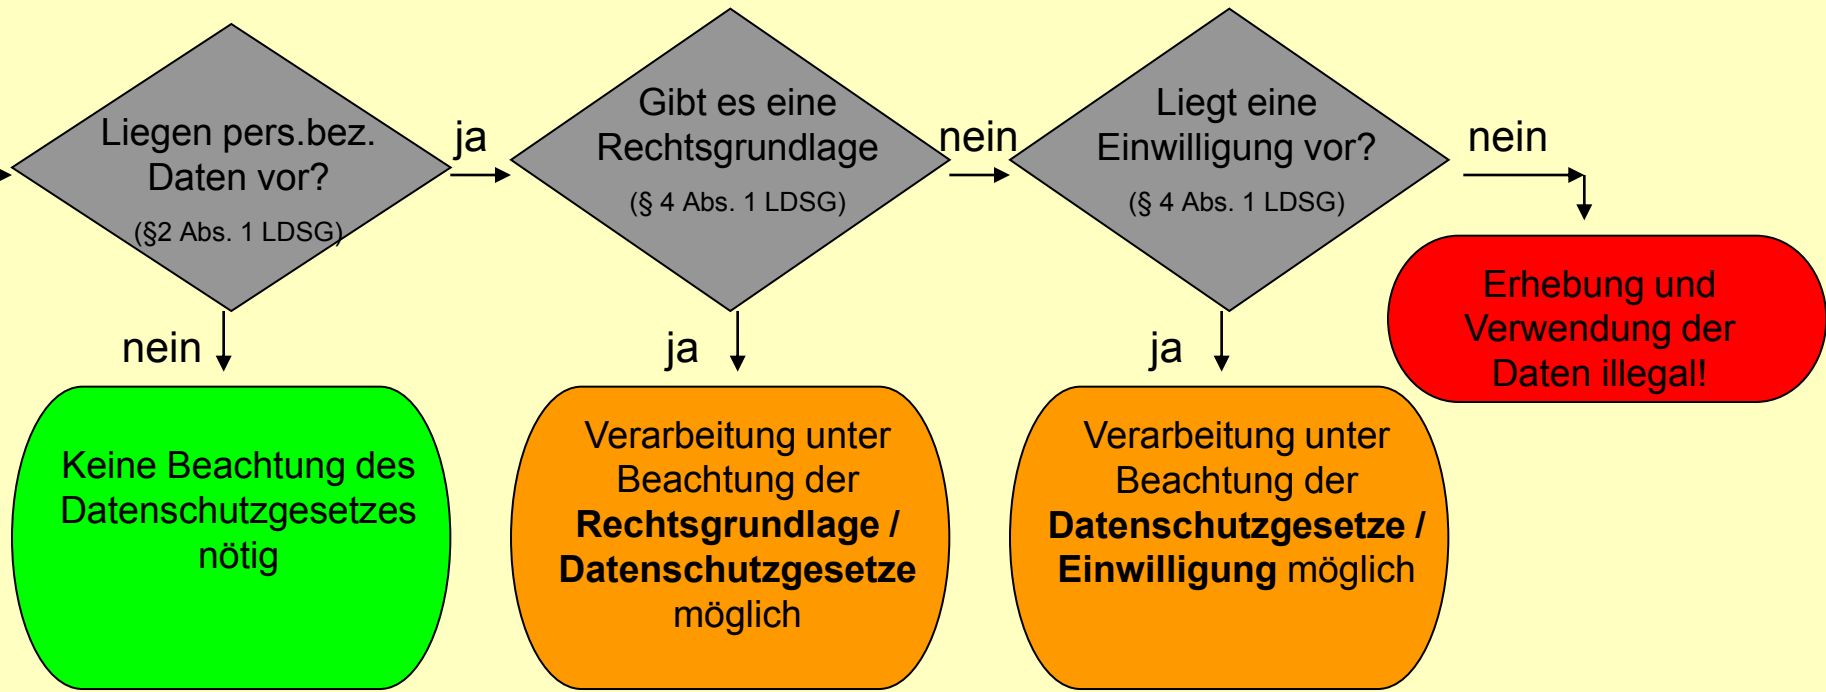 Liegen pers.bez.
Daten vor?
(§2 Abs. 1 LDSG)
ja
nein
Gibt es eine
Rechtsgrundlage
(§ 4 Abs. 1 LDSG)
nein
ja
Liegt eine
Einwilligung vor?
(§ 4 Abs. 1 LDSG)
nein
ja
Erhebung und
Verwendung der
Daten illegal!
Keine Beachtung des
Datenschutzgesetzes
nötig
Verarbeitung unter
Beachtung der
Rechtsgrundlage /
Datenschutzgesetze
möglich
Verarbeitung unter
Beachtung der
Datenschutzgesetze /
Einwilligung möglich